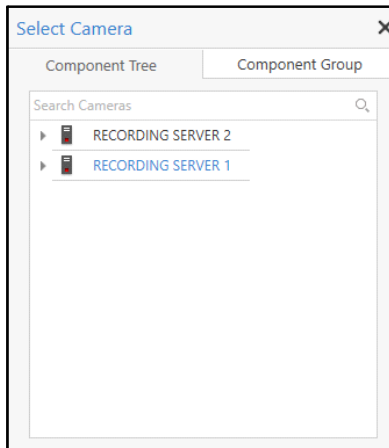 Select Camera
Component Tree
Component Group
Search Cameras
RECORDING SERVER 2
RECORDING SERVER 1